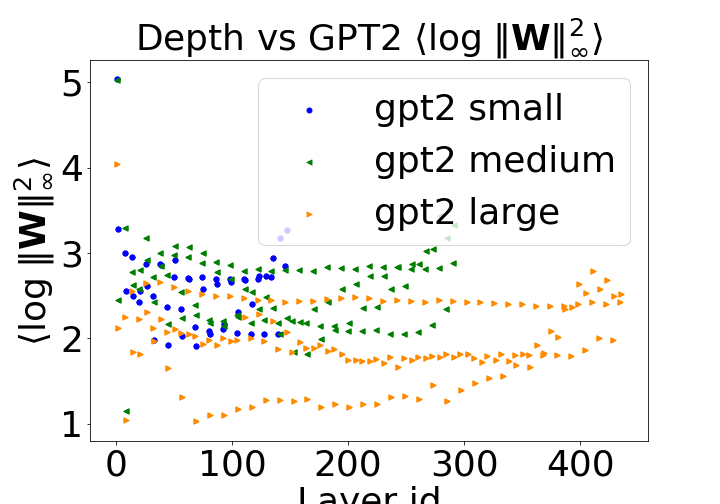 Depth vs GPT2 ⟨log ‖W‖²∞⟩
⟨log ‖W‖²∞⟩
5
4
3
2
1
gpt2 small
gpt2 medium
gpt2 large
0 100 200 300 400
Layer id